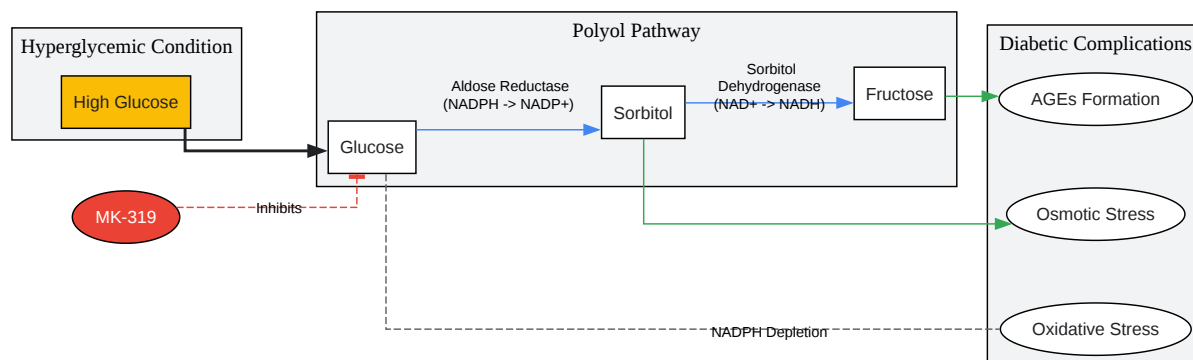 Hyperglycemic Condition
High Glucose
MK-319
Inhibits
Polyol Pathway
Glucose
Aldose Reductase
(NADPH -> NADP+)
Sorbitol
Sorbitol
Dehydrogenase
(NAD+ -> NADH)
Fructose
NADPH Depletion
Diabetic Complications
AGEs Formation
Osmotic Stress
Oxidative Stress